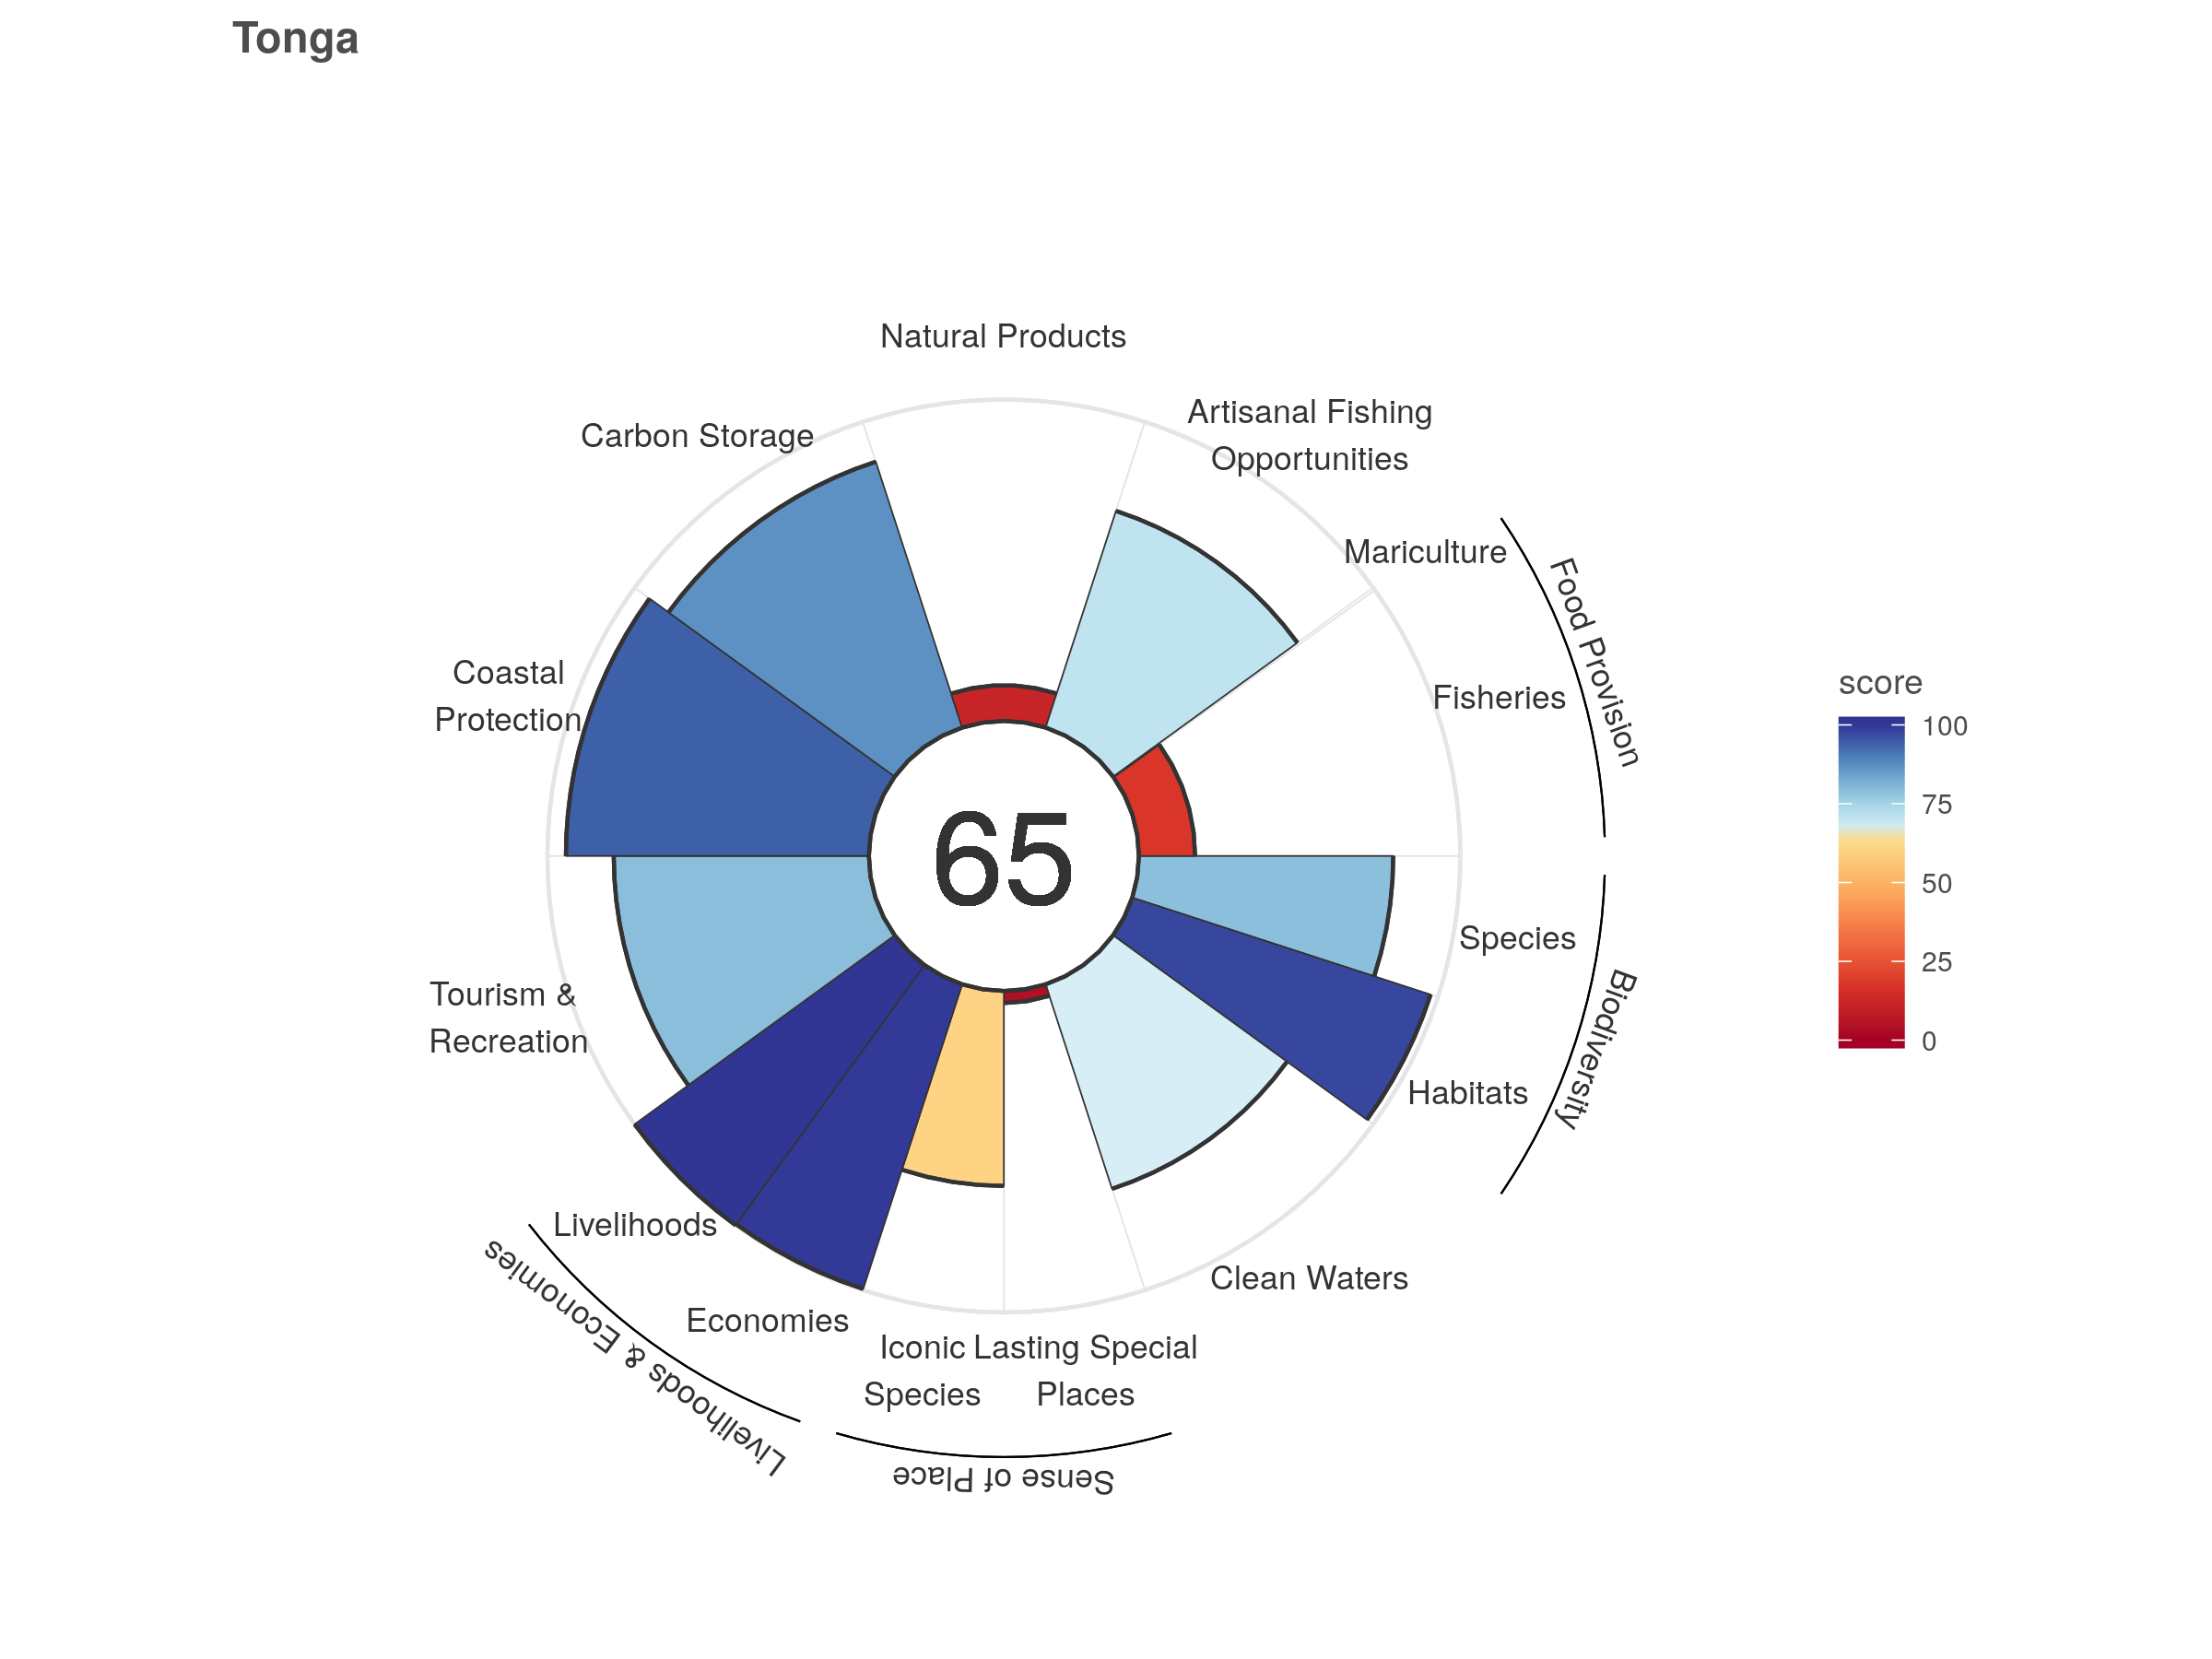 Tonga
Natural Products
Artisanal Fishing
Opportunities
Carbon Storage
Mariculture
Food Provision
Fisheries
Coastal
Protection
score
100
75
50
25
0
65
Species
Biodiversity
Habitats
Tourism &
Recreation
Livelihoods
Clean Waters
Economies
Livelihoods & Economies
Iconic
Species
Lasting Special
Places
Sense of Place